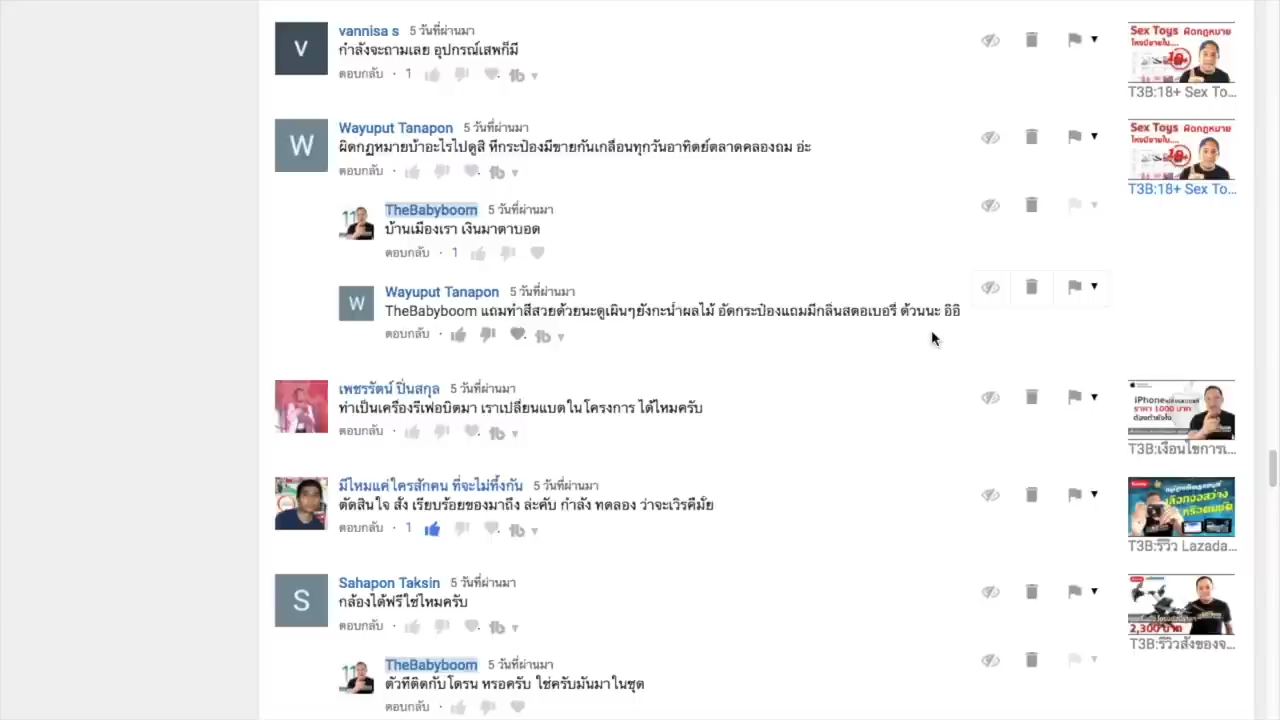 V
vannisa s 5 วันที่ผ่านมา
กำลังจะถามเลย อุปกรณ์เสพก็มี
ตอบกลับ · 1
Sex Toys ผิดกฎหมาย
18+
T3B:18+ Sex To...
W
Wayuput Tanapon 5 วันที่ผ่านมา
ผิดกฏหมายบ้าอะไรไปดูสิ หีกระป๋องมีขายกันเกลื่อนทุกวันอาทิตย์ตลาดคลองถม อ่ะ
ตอบกลับ ·
Sex Toys ผิดกฎหมาย
18+
T3B:18+ Sex To...
TheBabyboom 5 วันที่ผ่านมา
บ้านเมืองเรา เงินมาตาบอด
ตอบกลับ · 1
W
Wayuput Tanapon 5 วันที่ผ่านมา
TheBabyboom แถมทำสีสวยด้วยนะดูเผินๆยังกะน้ำผลไม้ อัดกระป๋องแถมมีกลิ่นสตอเบอรี่ ด้วนนะ อิอิ
ตอบกลับ ·
เพชรรัตน์ ปิ่นสกุล 5 วันที่ผ่านมา
ท่าเป็นเครื่องรีเฟอบิตมา เราเปลี่ยนแบตในโครงการ ได้ไหมครับ
ตอบกลับ ·
ราคา 1000 บาท
T3B:เงื่อนไขการเ...
มีไหมแค่ใครสักคน ที่จะไม่ทิ้งกัน 5 วันที่ผ่านมา
ตัดสินใจ สั่ง เรียบร้อยของมาถึง ล่ะคับ กำลัง ทดลอง ว่าจะเวิรคืมั่ย
ตอบกลับ · 1
T3B:รีวิว Lazada...
S
Sahapon Taksin 5 วันที่ผ่านมา
กล้องได้ฟรีใช่ไหมครับ
ตอบกลับ ·
2,300 บาท
T3B:รีวิวสั่งของจ...
TheBabyboom 5 วันที่ผ่านมา
ตัวที่ติดกับโดรน หรอครับ ใช่ครับมันมาในชุด
ตอบกลับ ·